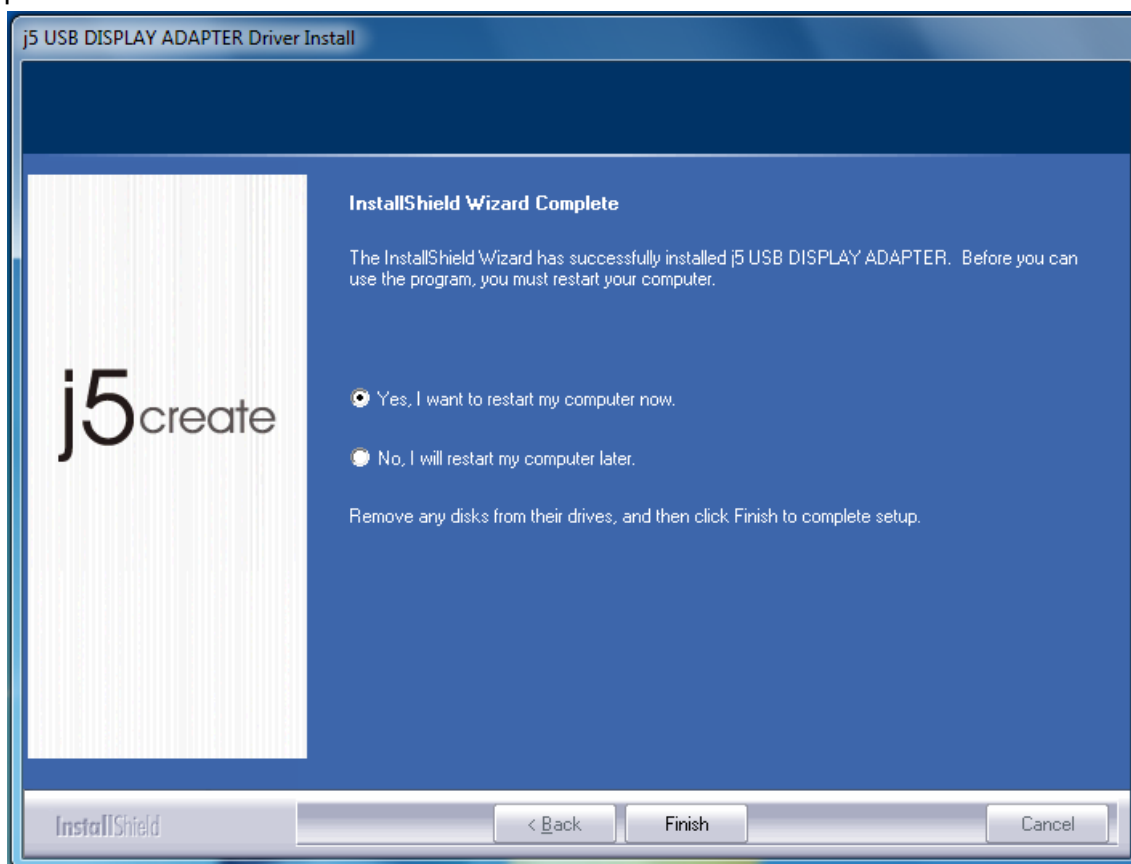 j5 USB DISPLAY ADAPTER Driver Install
InstallShield Wizard Complete
The InstallShield Wizard has successfully installed j5 USB DISPLAY ADAPTER. Before you can
use the program, you must restart your computer.
j5create
Yes, I want to restart my computer now.
No, I will restart my computer later.
Remove any disks from their drives, and then click Finish to complete setup.
InstallShield
< Back
Finish
Cancel